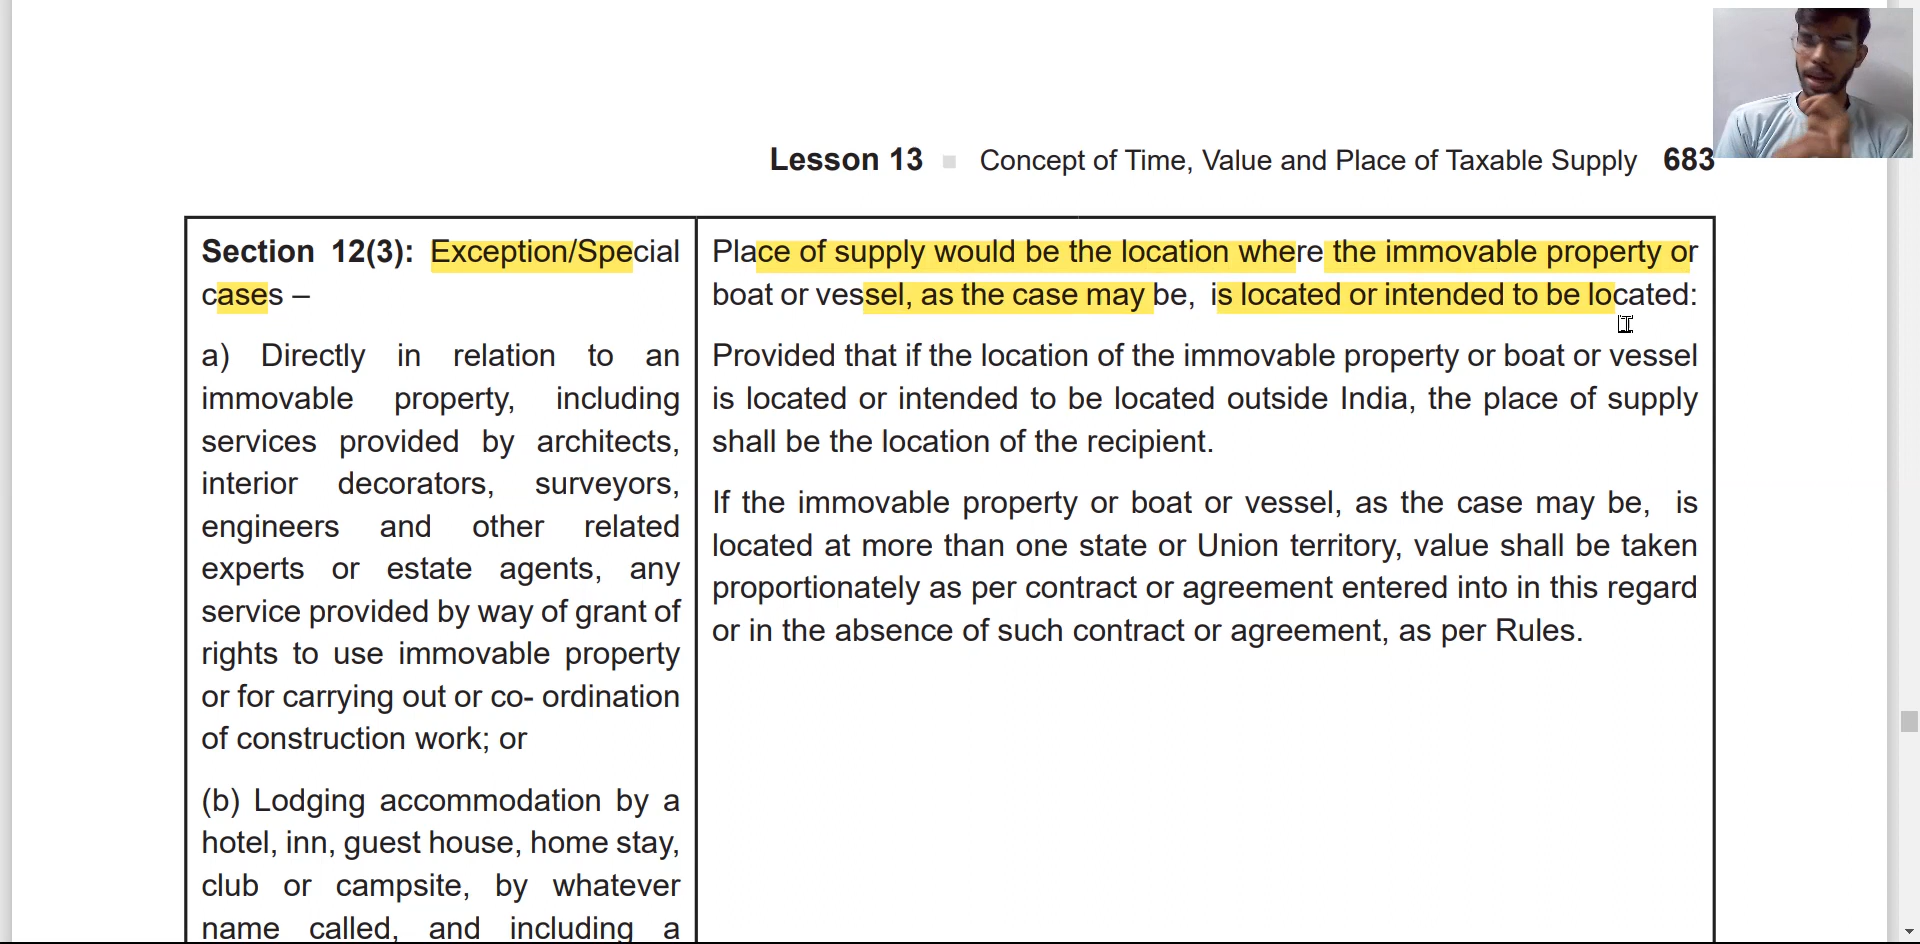 Lesson 13 Concept of Time, Value and Place of Taxable Supply 683
Section 12(3): Exception/Special
cases –
a) Directly in relation to an
immovable property, including
services provided by architects,
interior decorators, surveyors,
engineers and other related
experts or estate agents, any
service provided by way of grant of
rights to use immovable property
or for carrying out or co- ordination
of construction work; or
(b) Lodging accommodation by a
hotel, inn, guest house, home stay,
club or campsite, by whatever
name called, and including a
Place of supply would be the location where the immovable property or
boat or vessel, as the case may be, is located or intended to be located:
Provided that if the location of the immovable property or boat or vessel
is located or intended to be located outside India, the place of supply
shall be the location of the recipient.
If the immovable property or boat or vessel, as the case may be, is
located at more than one state or Union territory, value shall be taken
proportionately as per contract or agreement entered into in this regard
or in the absence of such contract or agreement, as per Rules.